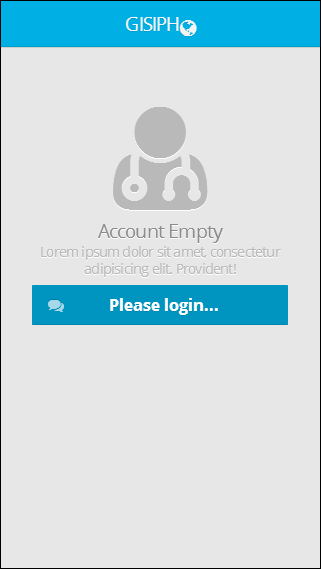 GISIPH
Account Empty
Lorem ipsum dolor sit amet, consectetur
adipisicing elit. Provident!
Please login...